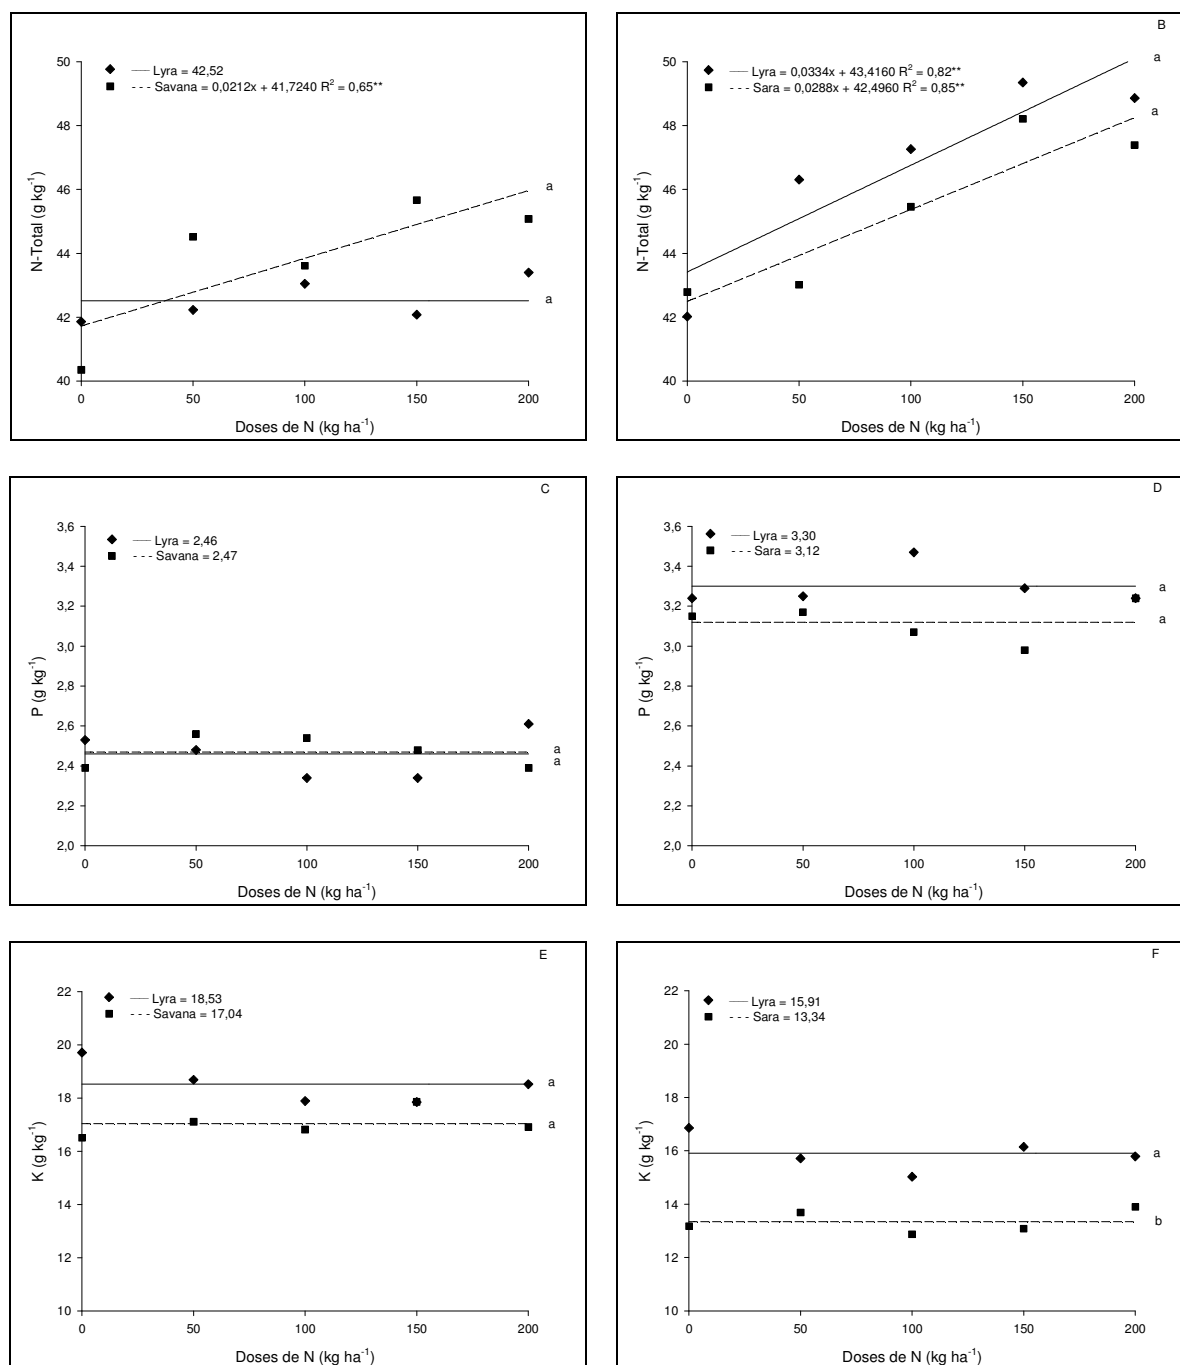 50
48
46
44
42
40
N-Total (g kg⁻¹)
Lyra = 42,52
Savana = 0,0212x + 41,7240 R² = 0,65**
a
a
0 50 100 150 200
Doses de N (kg ha⁻¹)
B
50
48
46
44
42
40
N-Total (g kg⁻¹)
Lyra = 0,0334x + 43,4160 R² = 0,82**
Sara = 0,0288x + 42,4960 R² = 0,85**
a
a
0 50 100 150 200
Doses de N (kg ha⁻¹)
C
3,6
3,4
3,2
3,0
2,8
2,6
2,4
2,2
2,0
P (g kg⁻¹)
Lyra = 2,46
Savana = 2,47
a
a
0 50 100 150 200
Doses de N (kg ha⁻¹)
D
3,6
3,4
3,2
3,0
2,8
2,6
2,4
2,2
2,0
P (g kg⁻¹)
Lyra = 3,30
Sara = 3,12
a
a
0 50 100 150 200
Doses de N (kg ha⁻¹)
E
22
20
18
16
14
12
10
K (g kg⁻¹)
Lyra = 18,53
Savana = 17,04
a
a
0 50 100 150 200
Doses de N (kg ha⁻¹)
F
22
20
18
16
14
12
10
K (g kg⁻¹)
Lyra = 15,91
Sara = 13,34
a
b
0 50 100 150 200
Doses de N (kg ha⁻¹)